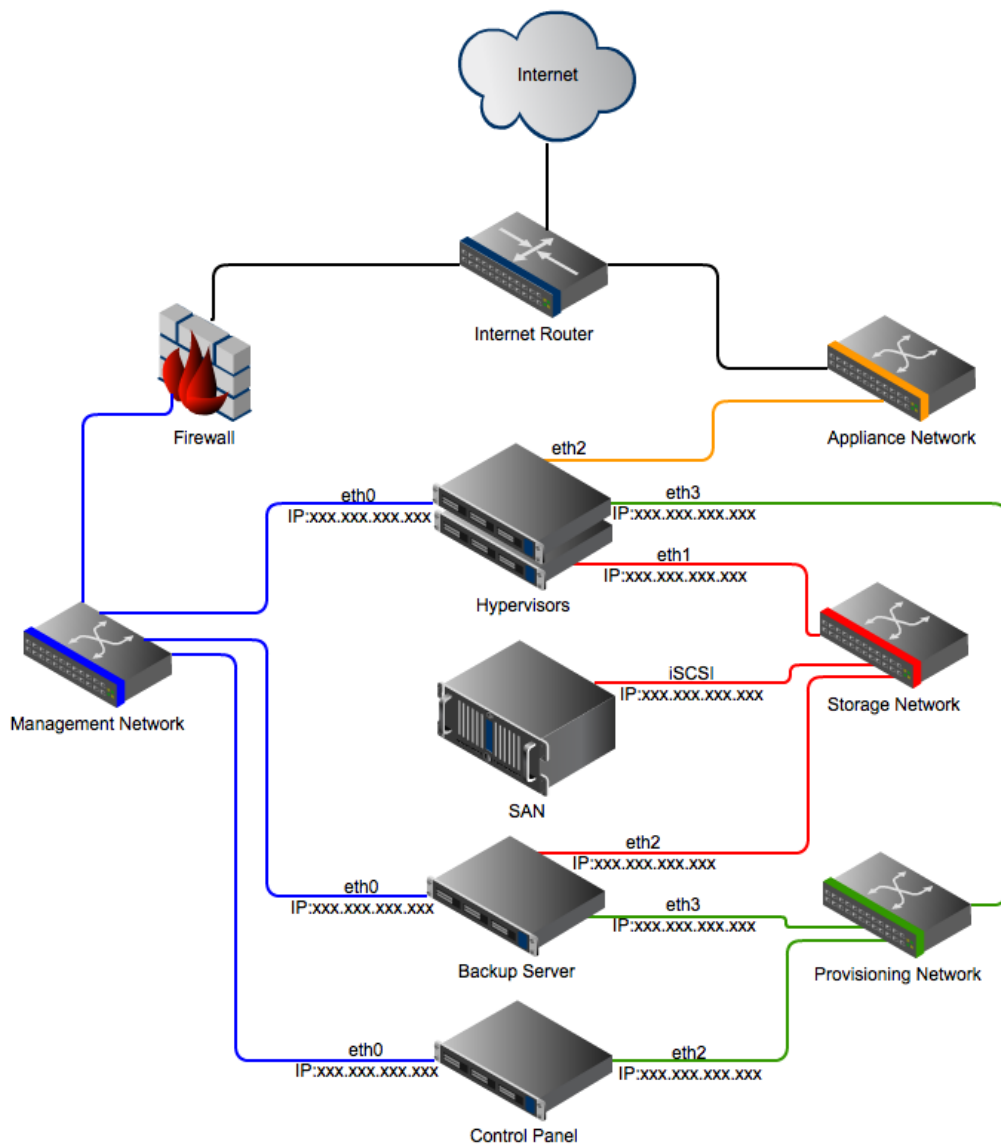 Internet
Internet Router
Firewall
Appliance Network
eth2
eth0
IP:xxx.xxx.xxx.xxx
eth3
IP:xxx.xxx.xxx.xxx
eth1
IP:xxx.xxx.xxx.xxx
Hypervisors
Management Network
iSCSI
IP:xxx.xxx.xxx.xxx
Storage Network
SAN
eth2
IP:xxx.xxx.xxx.xxx
eth0
IP:xxx.xxx.xxx.xxx
eth3
IP:xxx.xxx.xxx.xxx
Backup Server
Provisioning Network
eth0
IP:xxx.xxx.xxx.xxx
eth2
IP:xxx.xxx.xxx.xxx
Control Panel